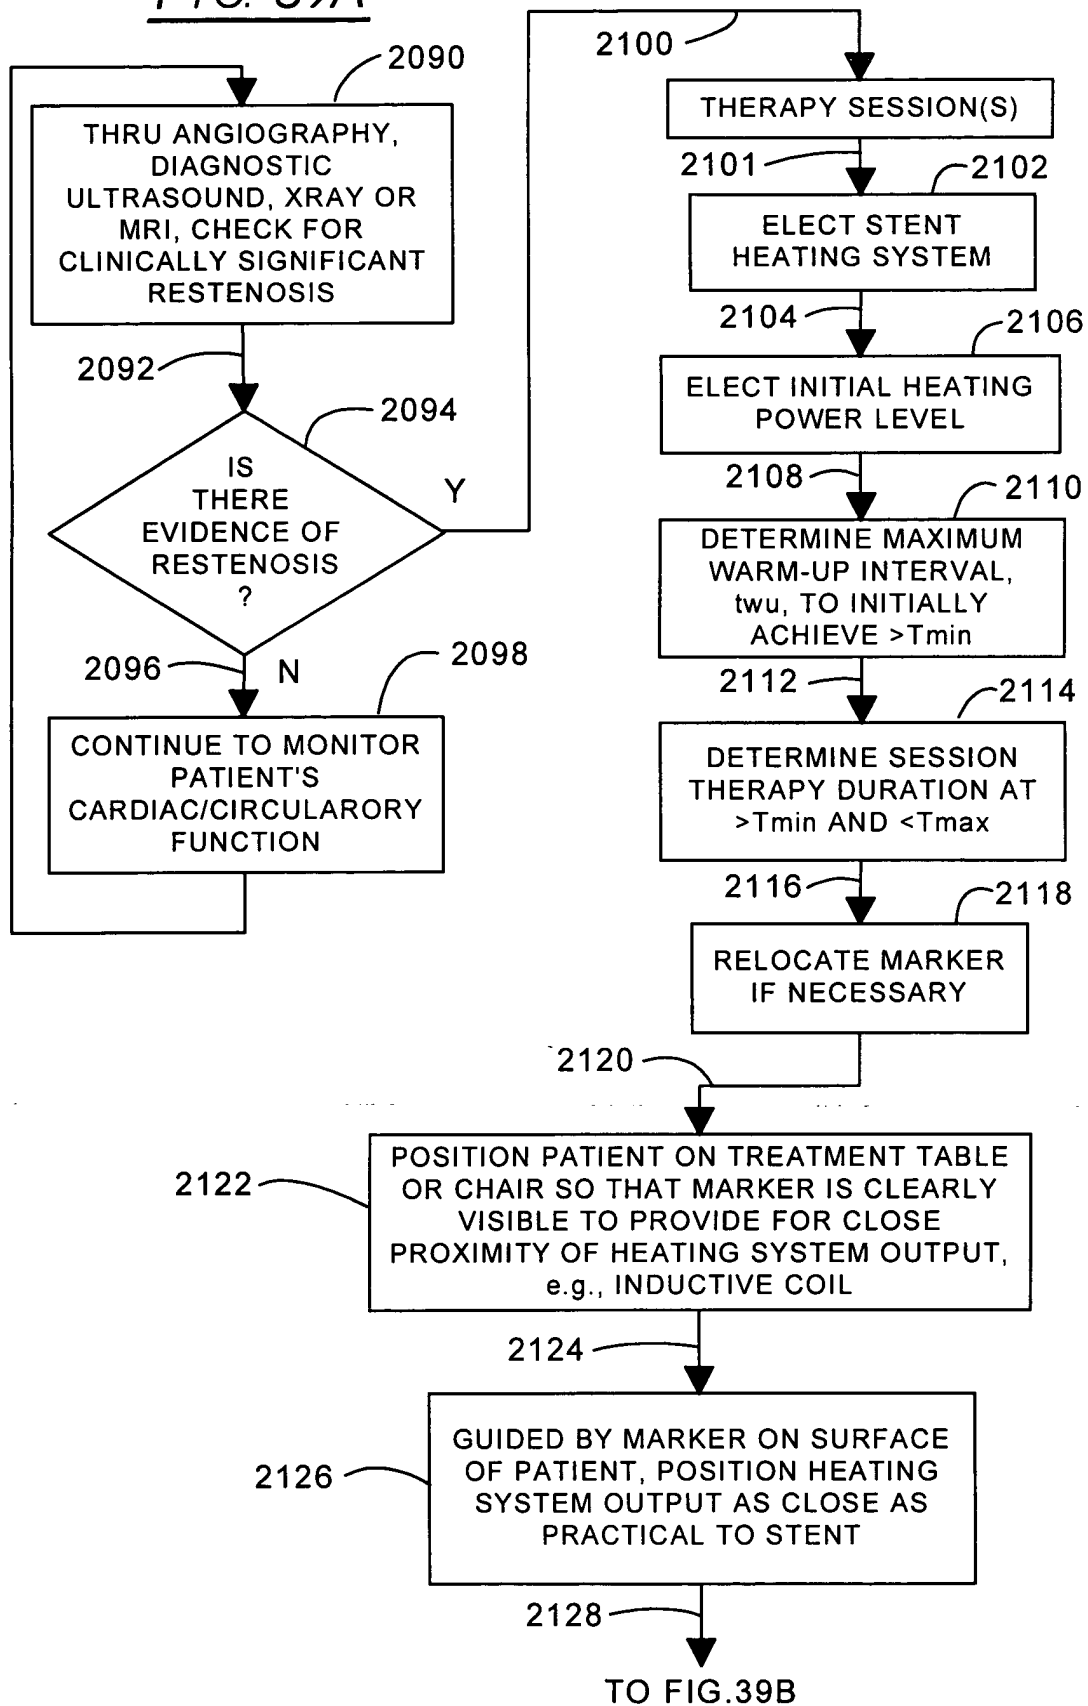 FIG. 39A
2090
THRU ANGIOGRAPHY,
DIAGNOSTIC
ULTRASOUND, XRAY OR
MRI, CHECK FOR
CLINICALLY SIGNIFICANT
RESTENOSIS
2092
2094
IS
THERE
EVIDENCE OF
RESTENOSIS
?
Y
2096
N
2098
CONTINUE TO MONITOR
PATIENT'S
CARDIAC/CIRCULARORY
FUNCTION
2100
THERAPY SESSION(S)
2101
2102
ELECT STENT
HEATING SYSTEM
2104
2106
ELECT INITIAL HEATING
POWER LEVEL
2108
2110
DETERMINE MAXIMUM
WARM-UP INTERVAL,
twu, TO INITIALLY
ACHIEVE >Tmin
2112
2114
DETERMINE SESSION
THERAPY DURATION AT
>Tmin AND <Tmax
2116
2118
RELOCATE MARKER
IF NECESSARY
2120
2122
POSITION PATIENT ON TREATMENT TABLE
OR CHAIR SO THAT MARKER IS CLEARLY
VISIBLE TO PROVIDE FOR CLOSE
PROXIMITY OF HEATING SYSTEM OUTPUT,
e.g., INDUCTIVE COIL
2124
2126
GUIDED BY MARKER ON SURFACE
OF PATIENT, POSITION HEATING
SYSTEM OUTPUT AS CLOSE AS
PRACTICAL TO STENT
2128
TO FIG.39B